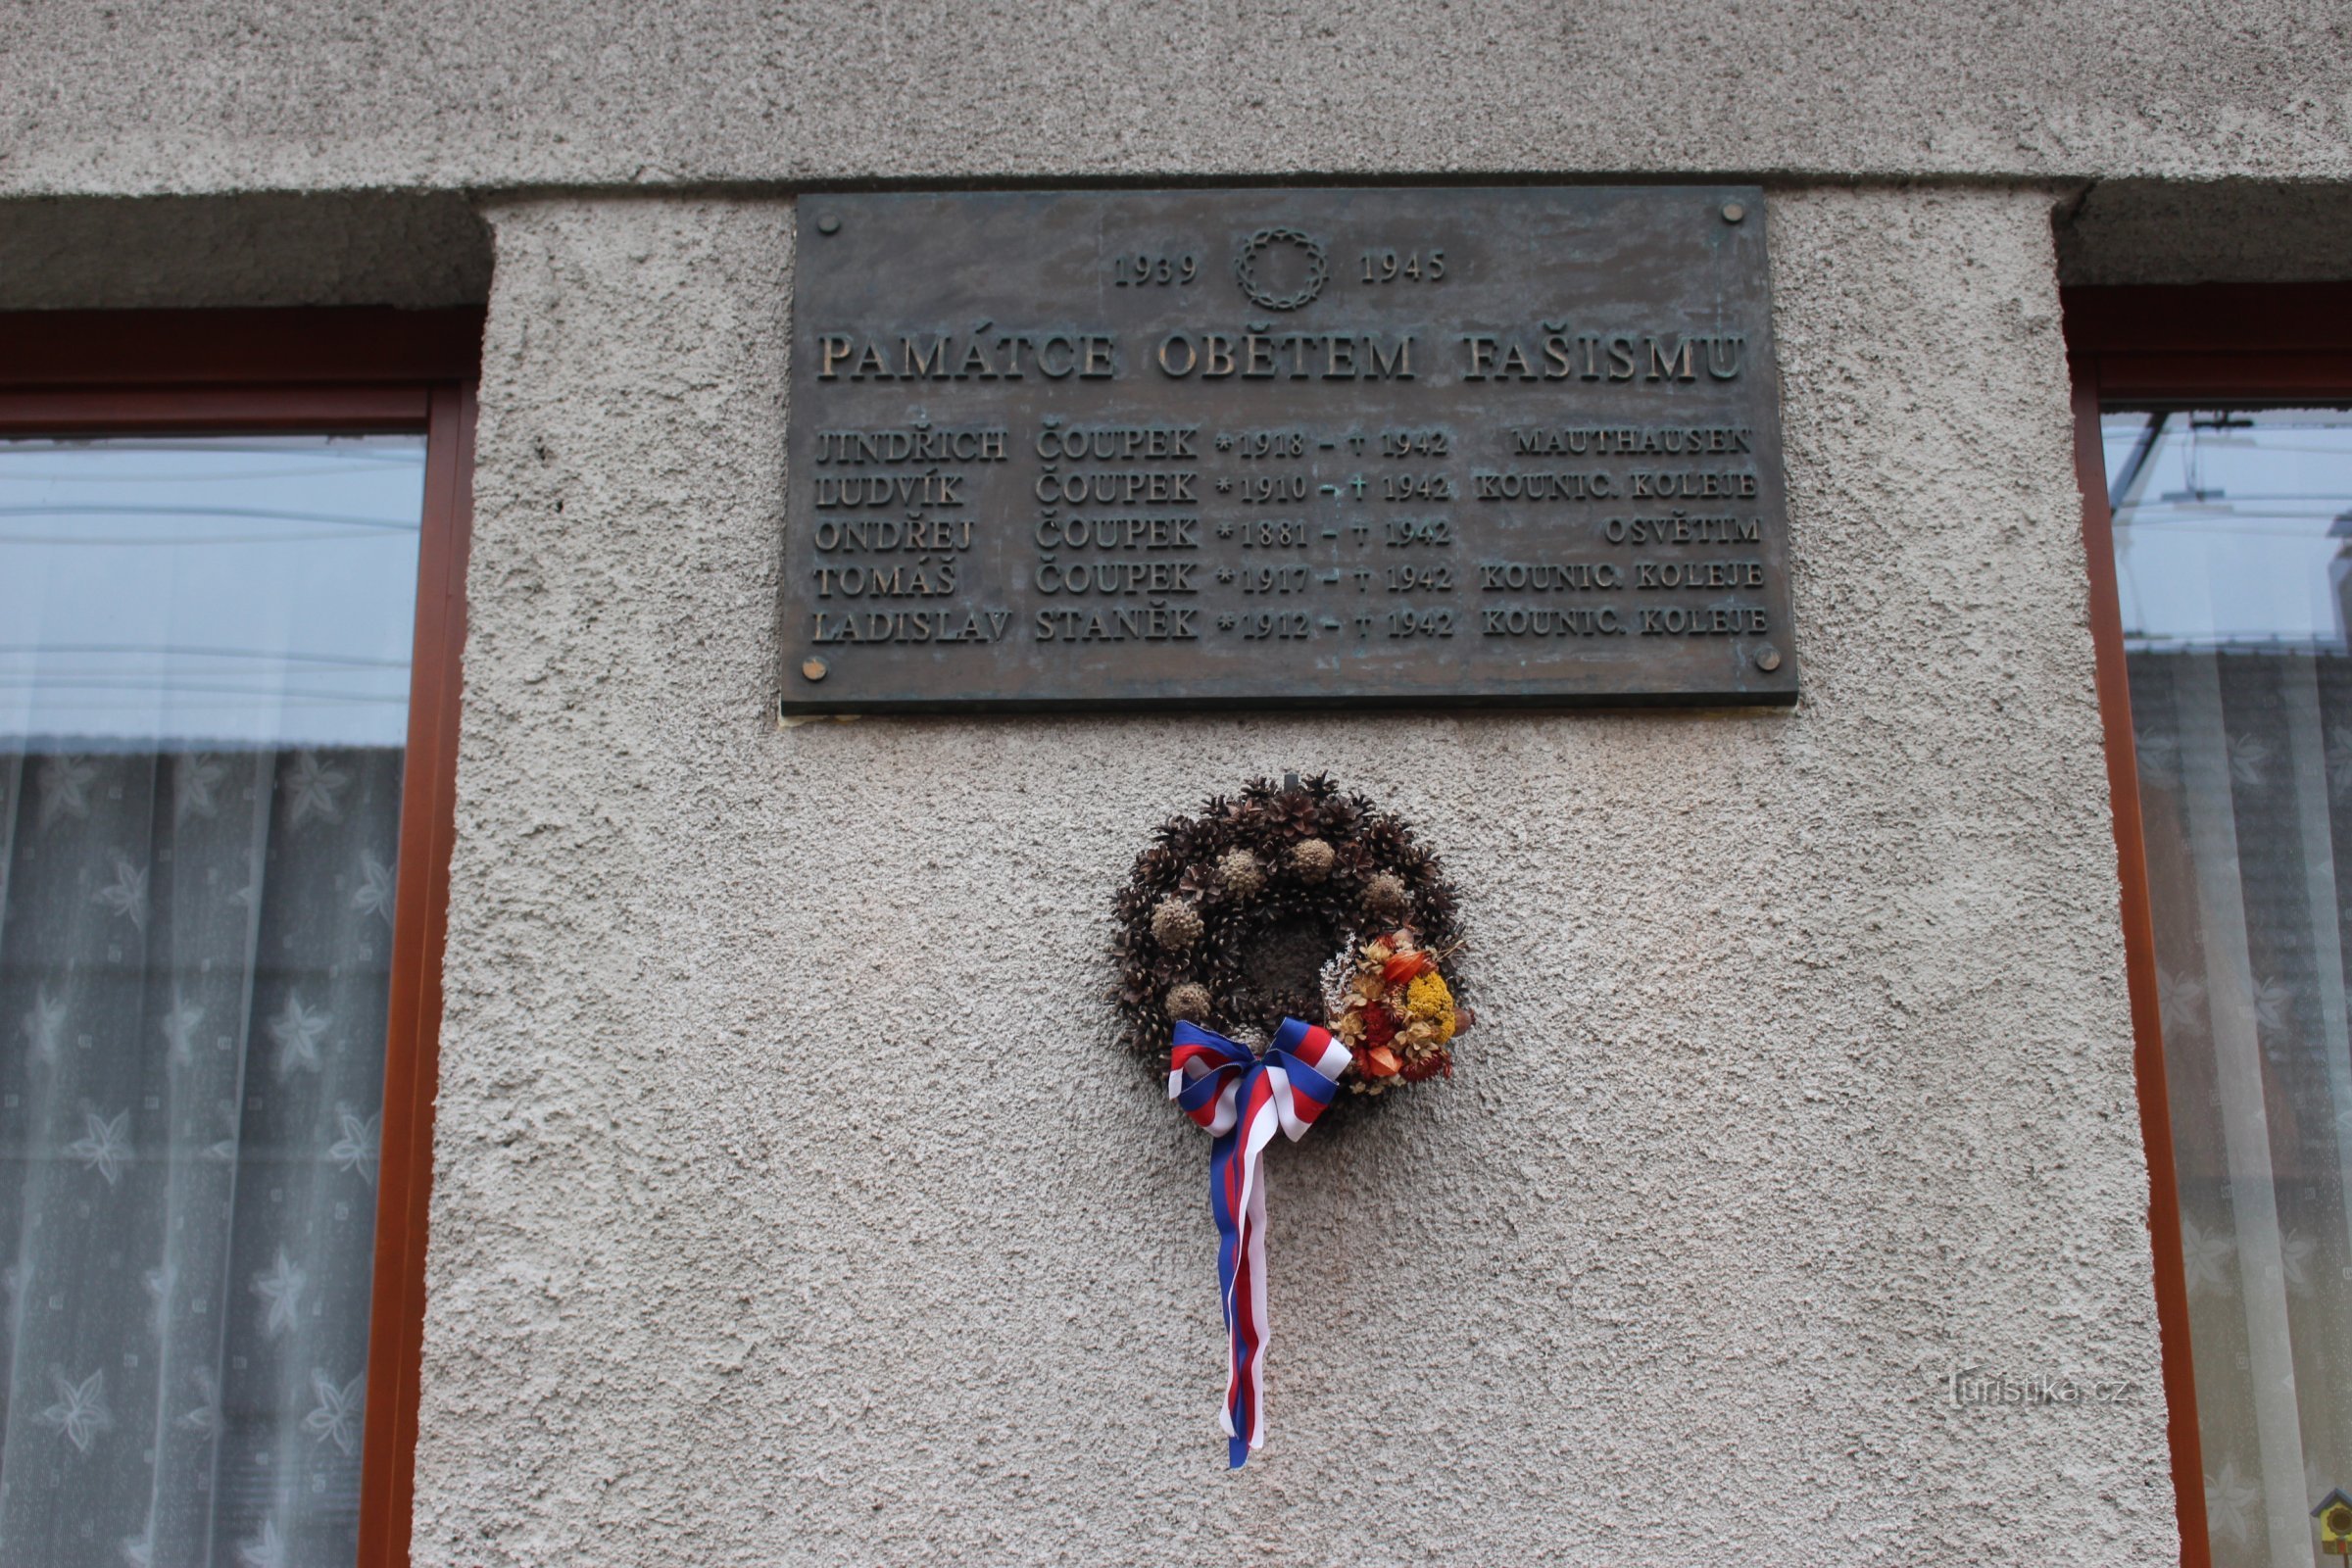 1939 1945
PAMÁTCE OBĚTEM FAŠISMU
JINDŘICH ČOUPEK *1918 – † 1942 MAUTHAUSEN
LUDVÍK ČOUPEK *1910 – † 1942 KOUNIC. KOLEJE
ONDŘEJ ČOUPEK *1881 – † 1942 OSVĚTIM
TOMÁŠ ČOUPEK *1917 – † 1942 KOUNIC. KOLEJE
LADISLAV STANĚK *1912 – † 1942 KOUNIC. KOLEJE
Turistika.cz